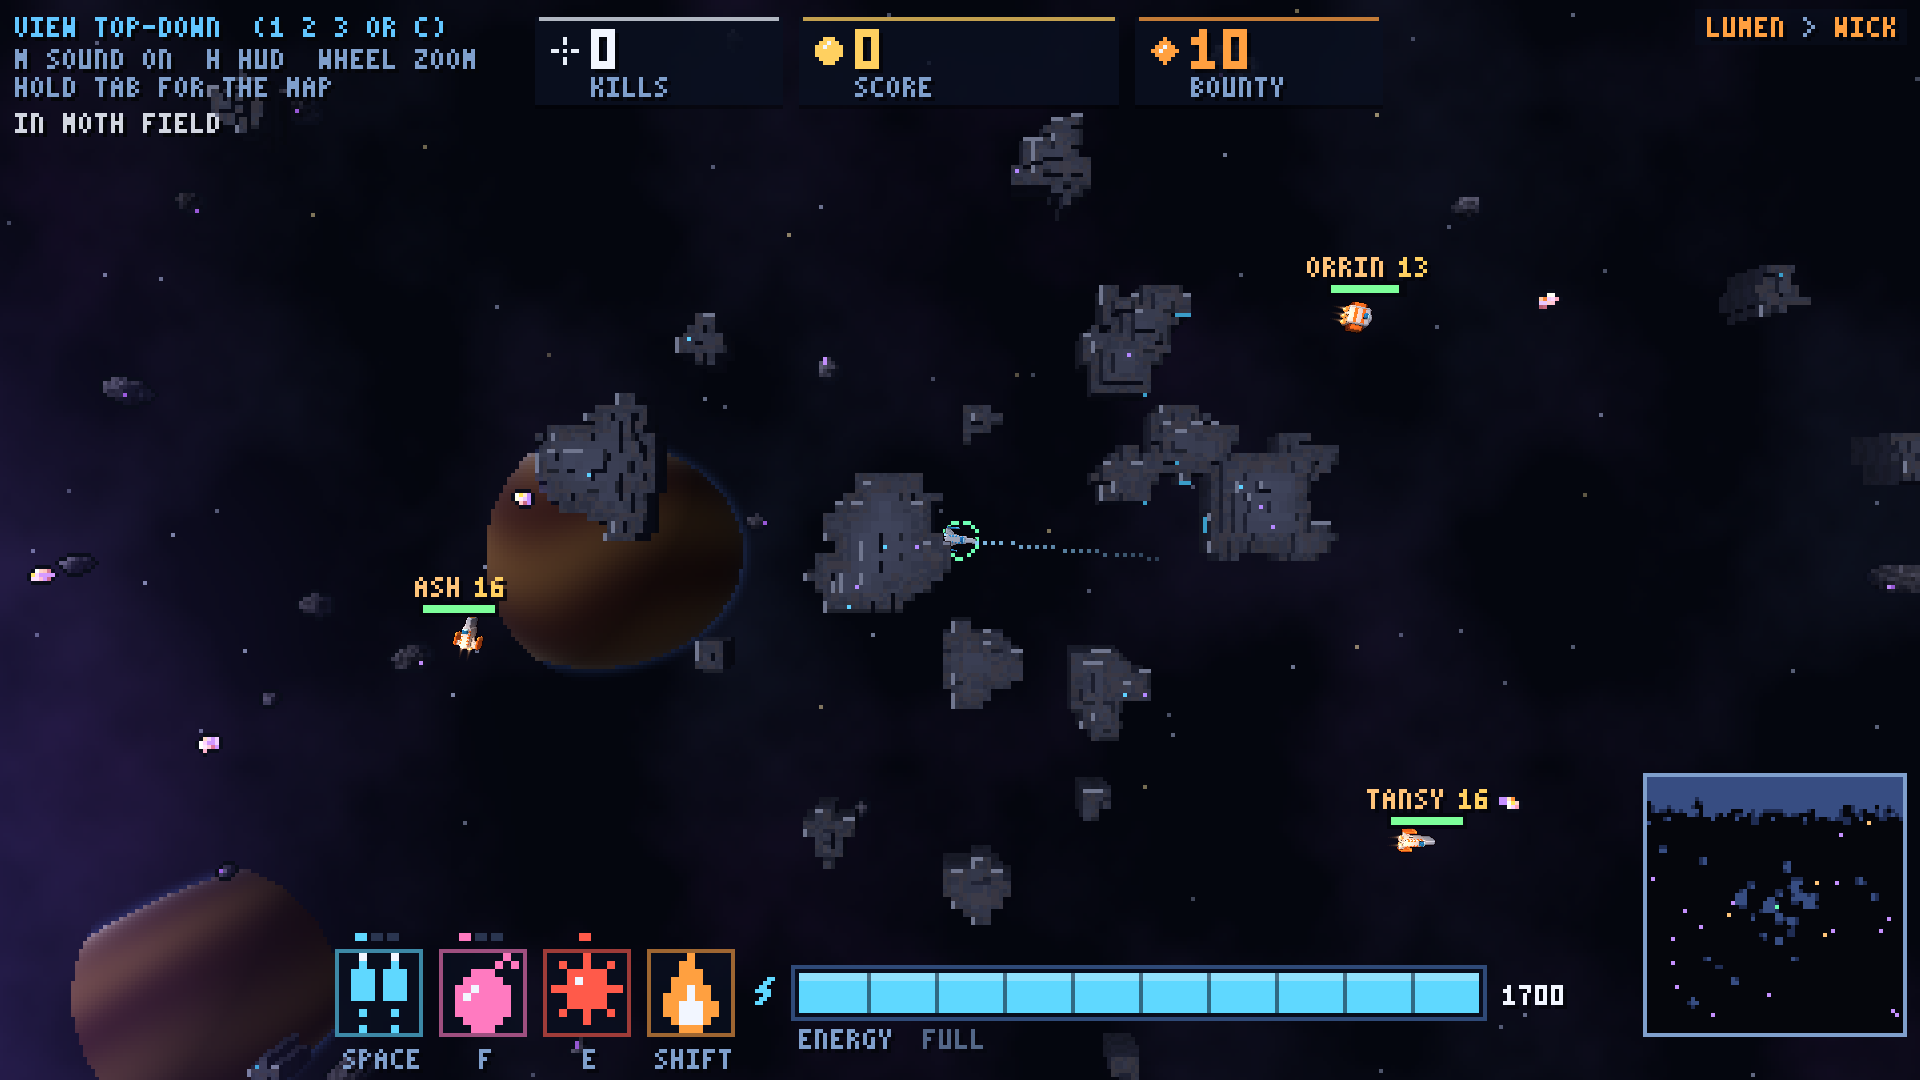 VIEW TOP-DOWN (1 2 3 OR C)
M SOUND ON H HUD WHEEL ZOOM
HOLD TAB FOR THE MAP
IN MOTH FIELD
0
KILLS
0
SCORE
10
BOUNTY
LUMEN > WICK
ORRIN 13
ASH 16
TANSY 16
SPACE
F
E
SHIFT
1700
ENERGY FULL